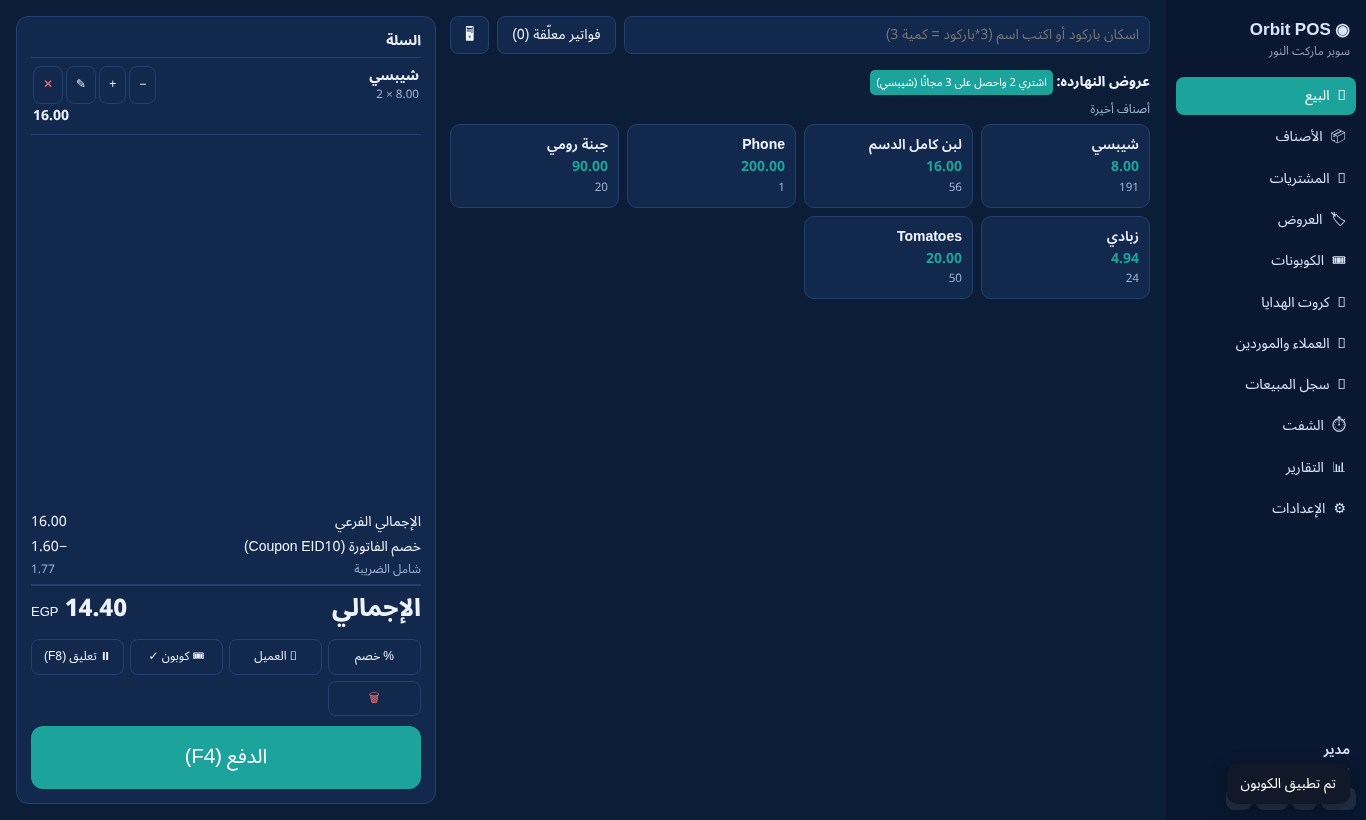 ◉ Orbit POS
سوبر ماركت النور
البيع
الأصناف
المشتريات
العروض
الكوبونات
كروت الهدايا
العملاء والموردين
سجل المبيعات
الشفت
التقارير
الإعدادات
مدير
تم تطبيق الكوبون
اسكان باركود أو اكتب اسم (3*باركود = كمية 3)
فواتير معلّقة (0)
عروض النهارده: اشتري 2 واحصل على 3 مجانًا (شيبسي)
أصناف أخيرة
شيبسي
8.00
191
لبن كامل الدسم
16.00
56
Phone
200.00
1
جبنة رومي
90.00
20
زبادي
4.94
24
Tomatoes
20.00
50
السلة
شيبسي
2 × 8.00
− + ✎ ✕
16.00
الإجمالي الفرعي 16.00
خصم الفاتورة (Coupon EID10) −1.60
شامل الضريبة 1.77
الإجمالي 14.40 EGP
% خصم
العميل
كوبون ✓
⏸ تعليق (F8)
الدفع (F4)